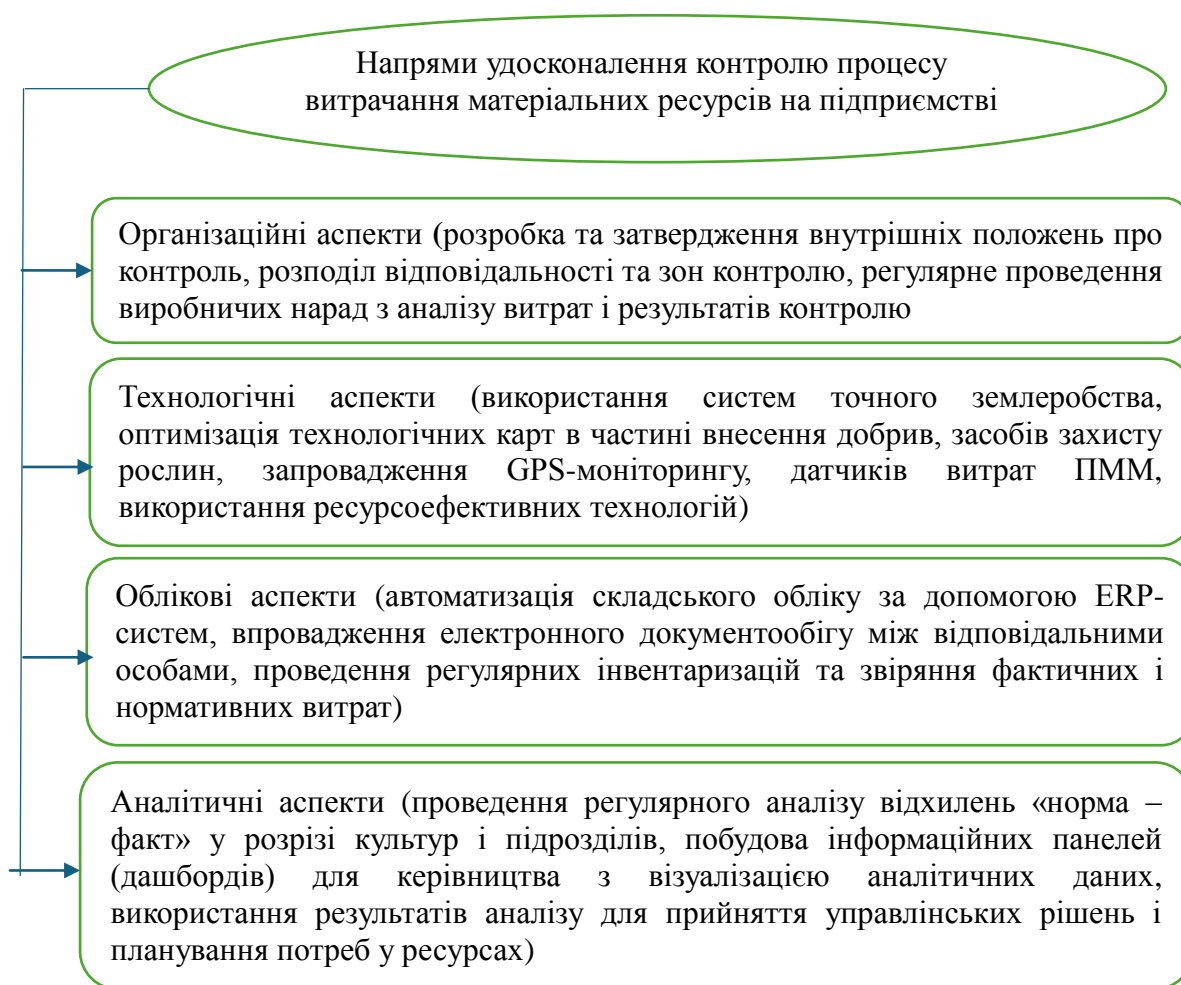 Напрями удосконалення контролю процесу
витрачання матеріальних ресурсів на підприємстві
Організаційні аспекти (розробка та затвердження внутрішніх положень про
контроль, розподіл відповідальності та зон контролю, регулярне проведення
виробничих нарад з аналізу витрат і результатів контролю
Технологічні аспекти (використання систем точного землеробства,
оптимізація технологічних карт в частині внесення добрив, засобів захисту
рослин, запровадження GPS-моніторингу, датчиків витрат ПММ,
використання ресурсоефективних технологій)
Облікові аспекти (автоматизація складського обліку за допомогою ERP-
систем, впровадження електронного документообігу між відповідальними
особами, проведення регулярних інвентаризацій та звіряння фактичних і
нормативних витрат)
Аналітичні аспекти (проведення регулярного аналізу відхилень «норма –
факт» у розрізі культур і підрозділів, побудова інформаційних панелей
(дашбордів) для керівництва з візуалізацією аналітичних даних,
використання результатів аналізу для прийняття управлінських рішень і
планування потреб у ресурсах)